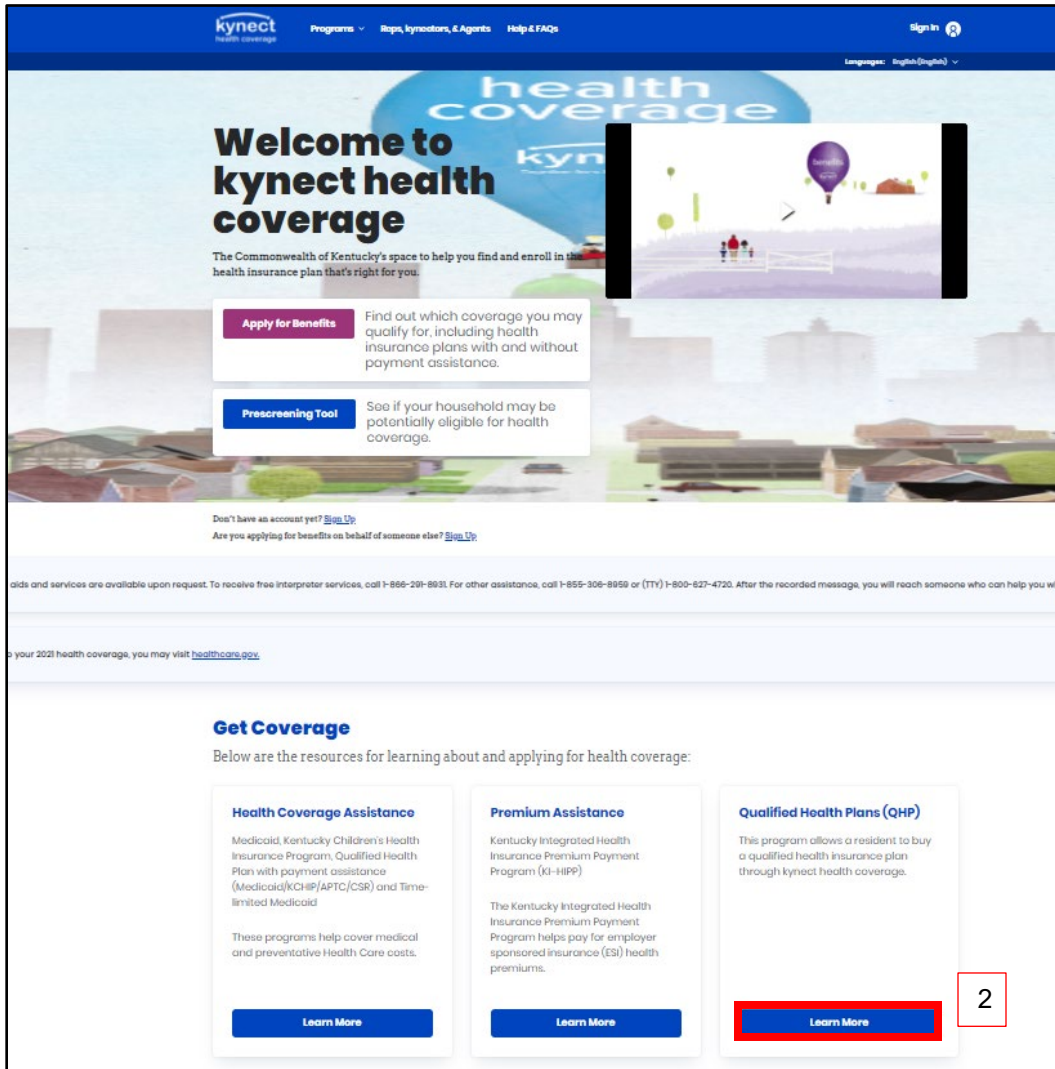 kynect
health coverage
Programs
Reps, kynectors, & Agents
Help & FAQs
Sign In
Languages: English (English)
health
coverage
kyn
Welcome to
kynect health
coverage
The Commonwealth of Kentucky's space to help you find and enroll in the
health insurance plan that's right for you.
benefits
kynect
Apply for Benefits
Find out which coverage you may
qualify for, including health
insurance plans with and without
payment assistance.
Prescreening Tool
See if your household may be
potentially eligible for health
coverage.
Don't have an account yet? Sign Up
Are you applying for benefits on behalf of someone else? Sign Up
aids and services are available upon request. To receive free interpreter services, call 1-866-291-8931. For other assistance, call 1-855-306-8959 or (TTY) 1-800-627-4720. After the recorded message, you will reach someone who can help you wi
o your 2021 health coverage, you may visit healthcare.gov.
Get Coverage
Below are the resources for learning about and applying for health coverage:
Health Coverage Assistance
Medicaid, Kentucky Children's Health
Insurance Program, Qualified Health
Plan with payment assistance
(Medicaid/KCHIP/APTC/CSR) and Time-
limited Medicaid
These programs help cover medical
and preventative Health Care costs.
Learn More
Premium Assistance
Kentucky Integrated Health
Insurance Premium Payment
Program (KI-HIPP)
The Kentucky Integrated Health
Insurance Premium Payment
Program helps pay for employer
sponsored insurance (ESI) health
premiums.
Learn More
Qualified Health Plans (QHP)
This program allows a resident to buy
a qualified health insurance plan
through kynect health coverage.
Learn More
2